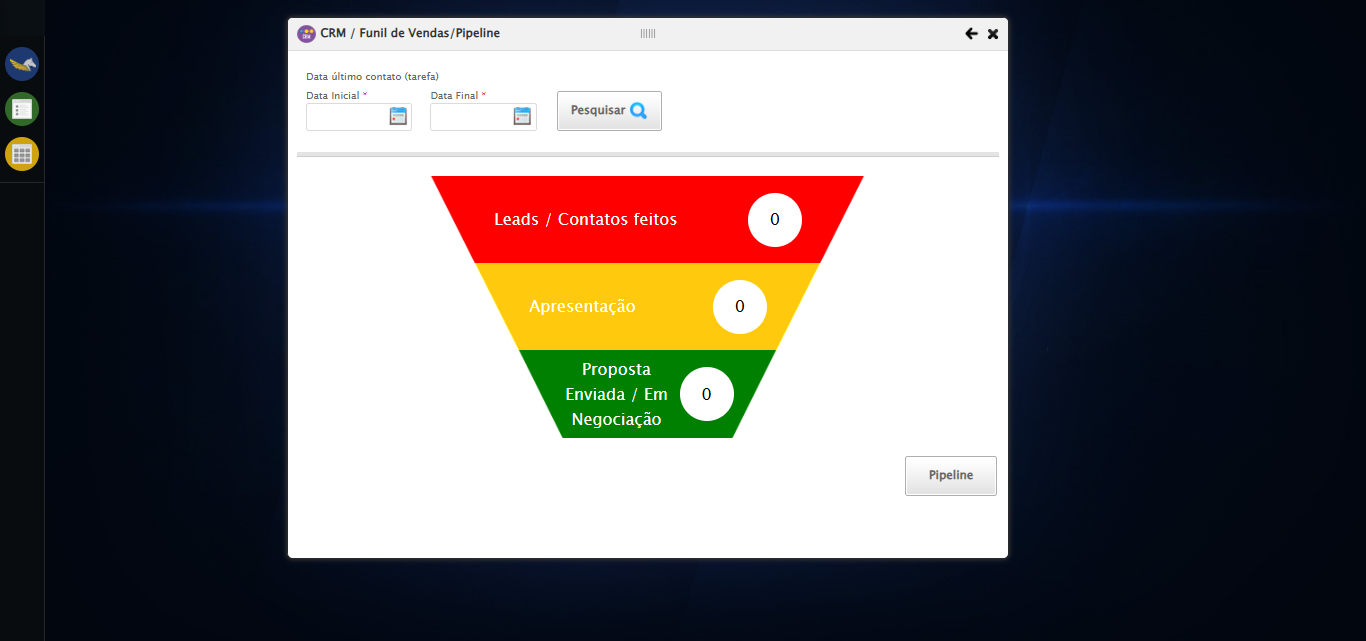 CRM / Funil de Vendas/Pipeline
Data último contato (tarefa)
Data Inicial *
Data Final *
Pesquisar
Leads / Contatos feitos
0
Apresentação
0
Proposta
Enviada / Em
Negociação
0
Pipeline